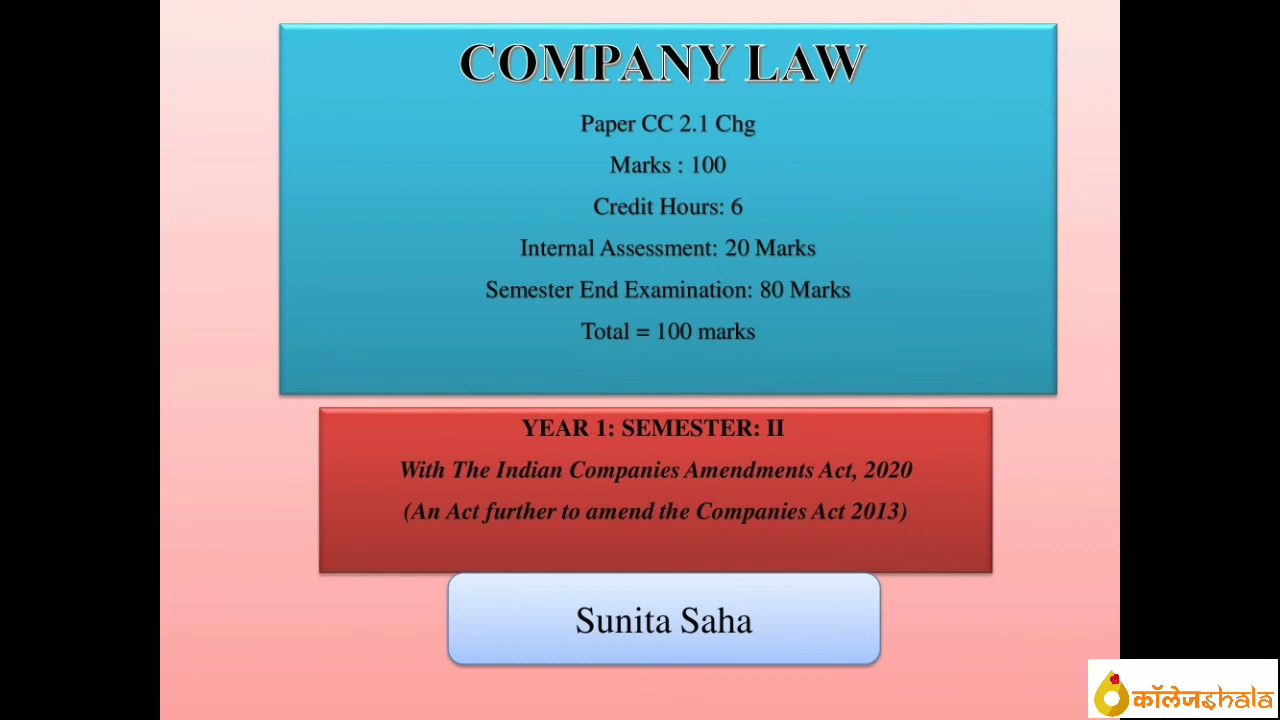 COMPANY LAW
Paper CC 2.1 Chg
Marks : 100
Credit Hours: 6
Internal Assessment: 20 Marks
Semester End Examination: 80 Marks
Total = 100 marks
YEAR 1: SEMESTER: II
With The Indian Companies Amendments Act, 2020
(An Act further to amend the Companies Act 2013)
Sunita Saha
कॉलेजshala